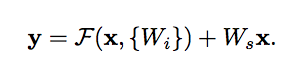 y = F(x, {W_i}) + W_s x.